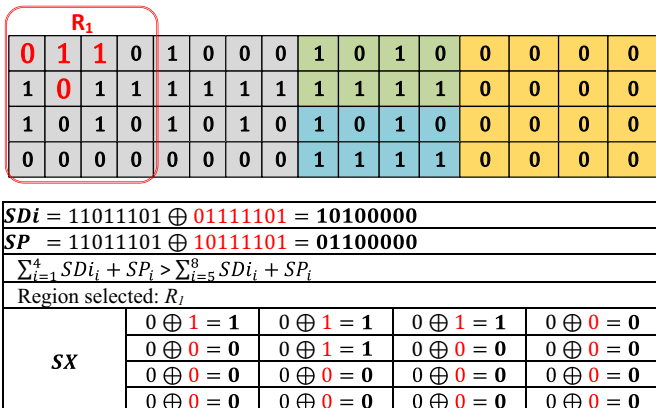 R₁
0 1 1 0 1 0 0 0 1 0 1 0 0 0 0 0
1 0 1 1 1 1 1 1 1 1 1 1 0 0 0 0
1 0 1 0 1 0 1 0 1 0 1 0 0 0 0 0
0 0 0 0 0 0 0 0 1 1 1 1 0 0 0 0
SDi = 11011101 ⊕ 01111101 = 10100000
SP = 11011101 ⊕ 10111101 = 01100000
∑⁴ᵢ₌₁ SDiᵢ + SPᵢ > ∑⁸ᵢ₌₅ SDiᵢ + SPᵢ
Region selected: R₁
SX
0 ⊕ 1 = 1 0 ⊕ 1 = 1 0 ⊕ 1 = 1 0 ⊕ 0 = 0
0 ⊕ 0 = 0 0 ⊕ 1 = 1 0 ⊕ 0 = 0 0 ⊕ 0 = 0
0 ⊕ 0 = 0 0 ⊕ 0 = 0 0 ⊕ 0 = 0 0 ⊕ 0 = 0
0 ⊕ 0 = 0 0 ⊕ 0 = 0 0 ⊕ 0 = 0 0 ⊕ 0 = 0